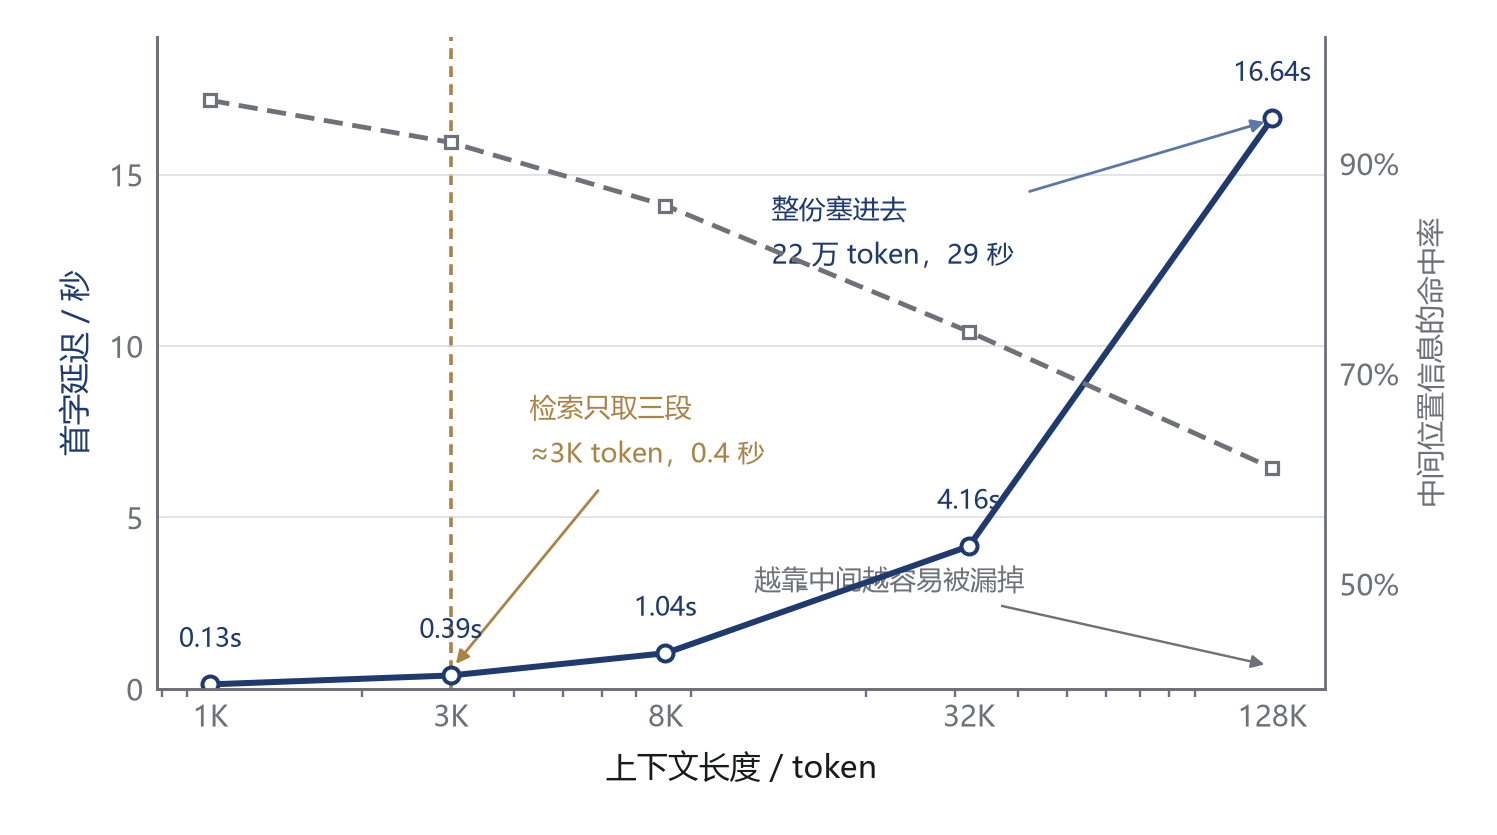 16.64s
15
90%
整份塞进去
22 万 token，29 秒
首字延迟 / 秒
中间位置信息的命中率
10
70%
检索只取三段
≈3K token，0.4 秒
4.16s
5
50%
越靠中间越容易被漏掉
1.04s
0.39s
0.13s
0
1K
3K
8K
32K
128K
上下文长度 / token